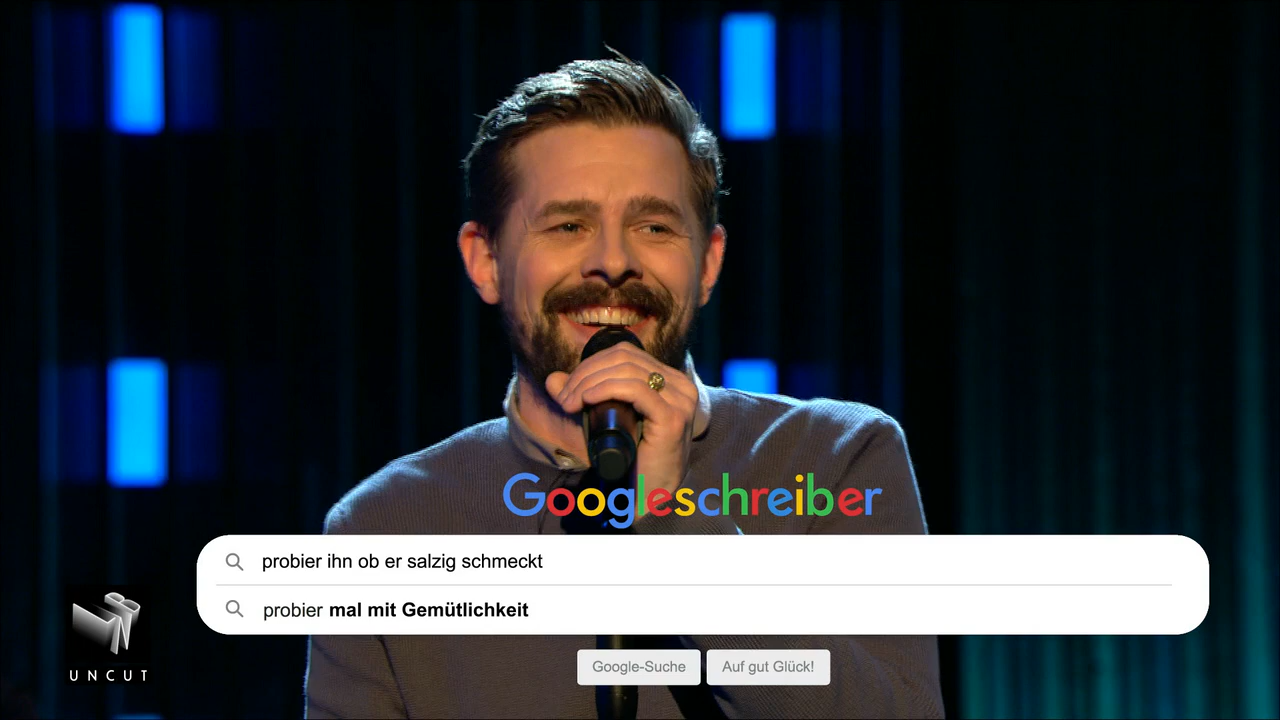 Googleschreiber
probier ihn ob er salzig schmeckt
probier mal mit Gemütlichkeit
Google-Suche
Auf gut Glück!
UNCUT